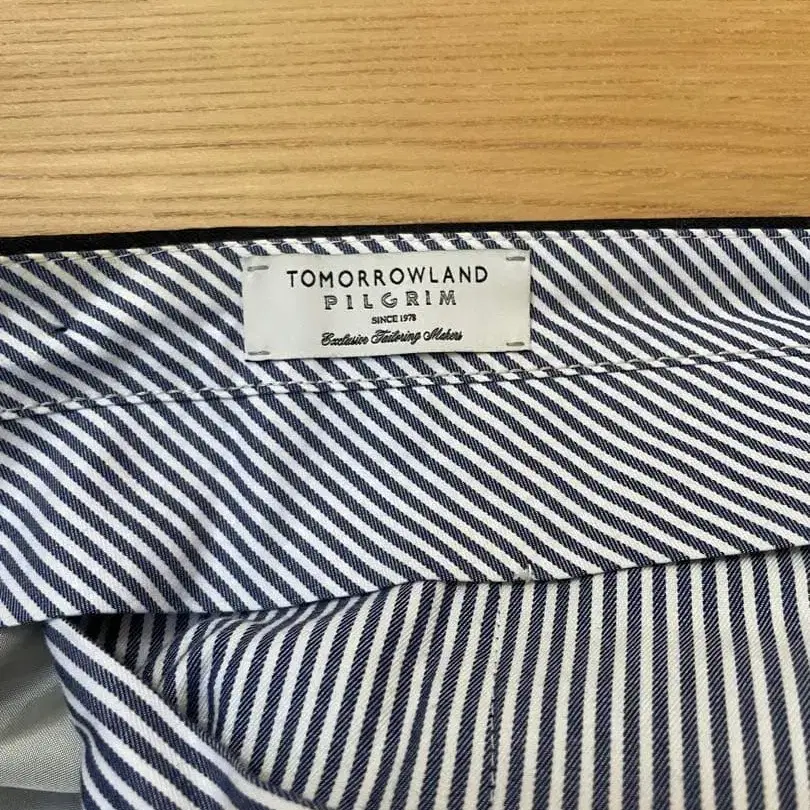 TOMORROWLAND
PILGRIM
SINCE 1978
Exclusive Tailoring Makers